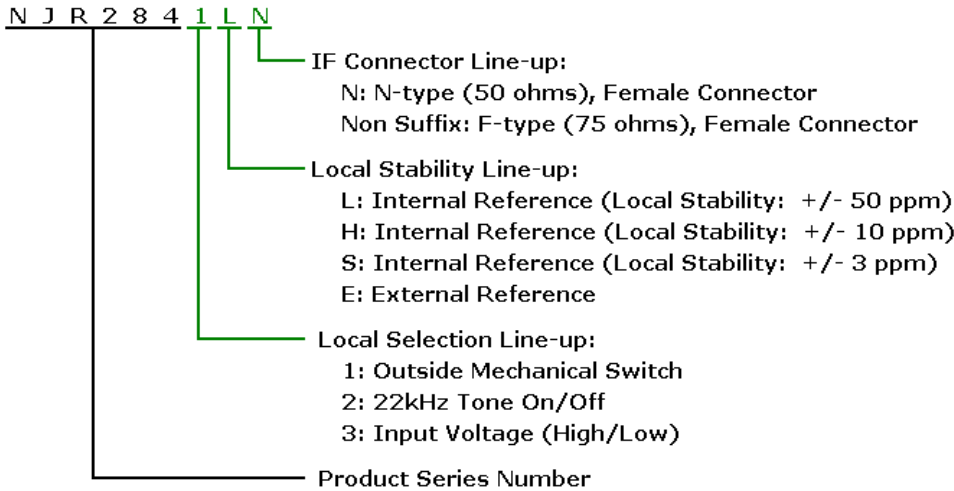 N J R 2 8 4 1 L N
IF Connector Line-up:
N: N-type (50 ohms), Female Connector
Non Suffix: F-type (75 ohms), Female Connector
Local Stability Line-up:
L: Internal Reference (Local Stability: +/- 50 ppm)
H: Internal Reference (Local Stability: +/- 10 ppm)
S: Internal Reference (Local Stability: +/- 3 ppm)
E: External Reference
Local Selection Line-up:
1: Outside Mechanical Switch
2: 22kHz Tone On/Off
3: Input Voltage (High/Low)
Product Series Number